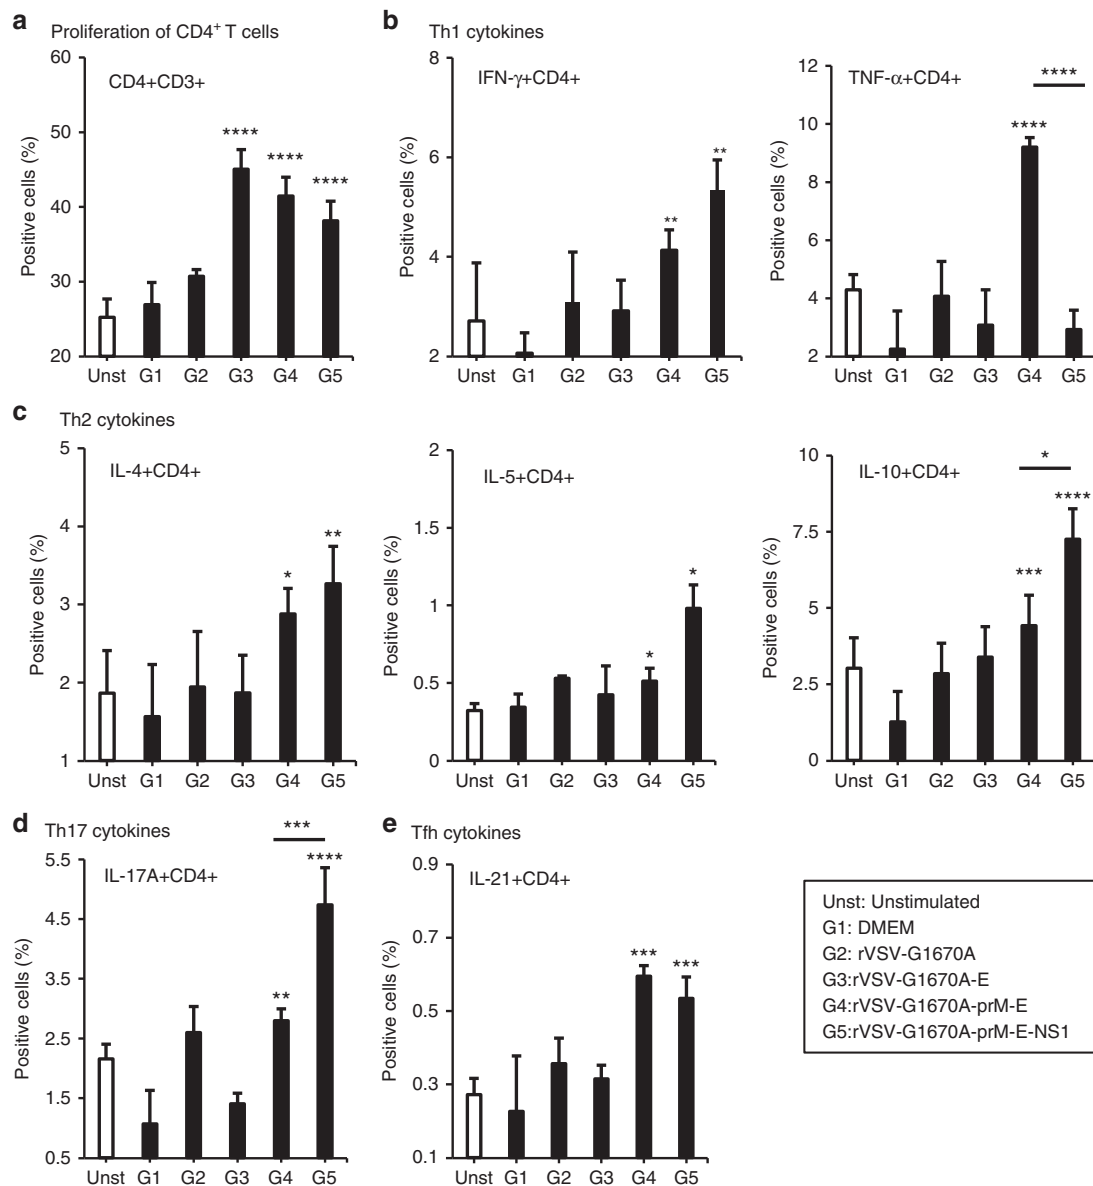 a Proliferation of CD4+ T cells
CD4+CD3+
Positive cells (%)
60
50
40
30
20
****
****
****
Unst G1 G2 G3 G4 G5
b Th1 cytokines
IFN-γ+CD4+
Positive cells (%)
8
6
4
2
**
**
Unst G1 G2 G3 G4 G5
TNF-α+CD4+
Positive cells (%)
12
10
8
6
4
2
****
****
Unst G1 G2 G3 G4 G5
c Th2 cytokines
IL-4+CD4+
Positive cells (%)
5
4
3
2
1
*
**
Unst G1 G2 G3 G4 G5
IL-5+CD4+
Positive cells (%)
2
1.5
1
0.5
0
*
*
Unst G1 G2 G3 G4 G5
IL-10+CD4+
Positive cells (%)
10
7.5
5
2.5
0
*
***
****
Unst G1 G2 G3 G4 G5
d Th17 cytokines
IL-17A+CD4+
Positive cells (%)
5.5
4.5
3.5
2.5
1.5
0.5
***
**
****
Unst G1 G2 G3 G4 G5
e Tfh cytokines
IL-21+CD4+
Positive cells (%)
0.9
0.7
0.5
0.3
0.1
***
***
Unst G1 G2 G3 G4 G5
Unst: Unstimulated
G1: DMEM
G2: rVSV-G1670A
G3:rVSV-G1670A-E
G4:rVSV-G1670A-prM-E
G5:rVSV-G1670A-prM-E-NS1